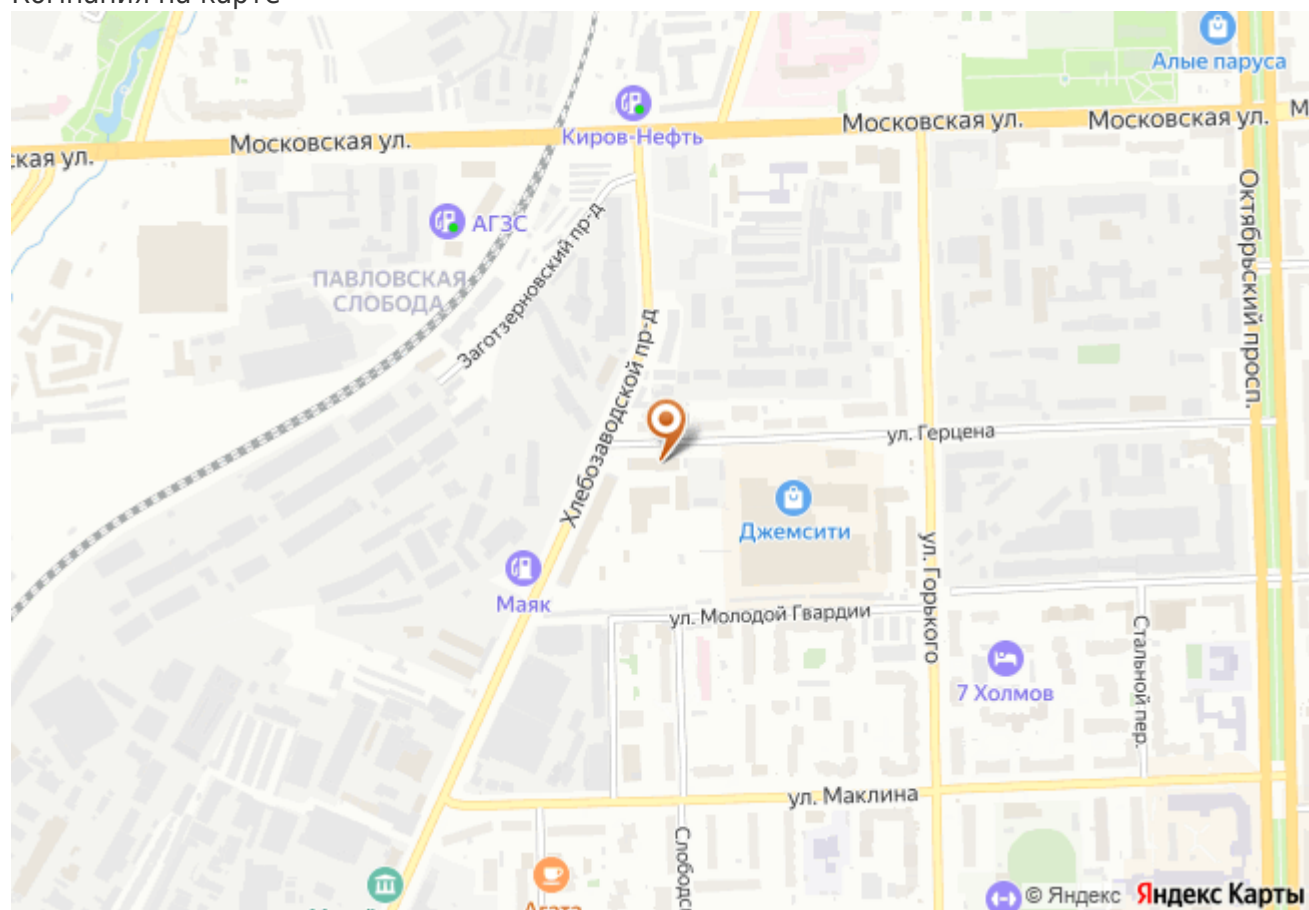 Компания на карте
Алые паруса
Киров-Нефть
Московская ул.
Московская ул.
М
Московская ул.
ская ул.
АГЗС
Заготзерновский пр-д
ПАВЛОВСКАЯ
СЛОБОДА
Октябрьский просп.
Хлебозаводской пр-д
ул. Герцена
Джемсити
ул. Горького
Маяк
ул. Молодой Гвардии
Стальной пер.
7 Холмов
ул. Маклина
Слободс
Агата
© Яндекс Яндекс Карты